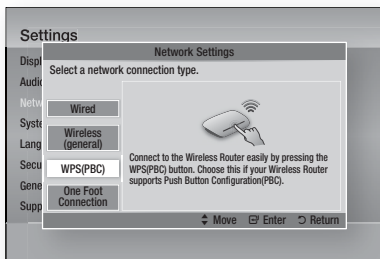 Settings
Network Settings
Displ
Select a network connection type.
Audio
Netw
Wired
Syste
Wireless
(general)
Lang
Secu
WPS(PBC)
Connect to the Wireless Router easily by pressing the
WPS(PBC) button. Choose this if your Wireless Router
supports Push Button Configuration(PBC).
Gene
One Foot
Connection
Supp
Move Enter Return